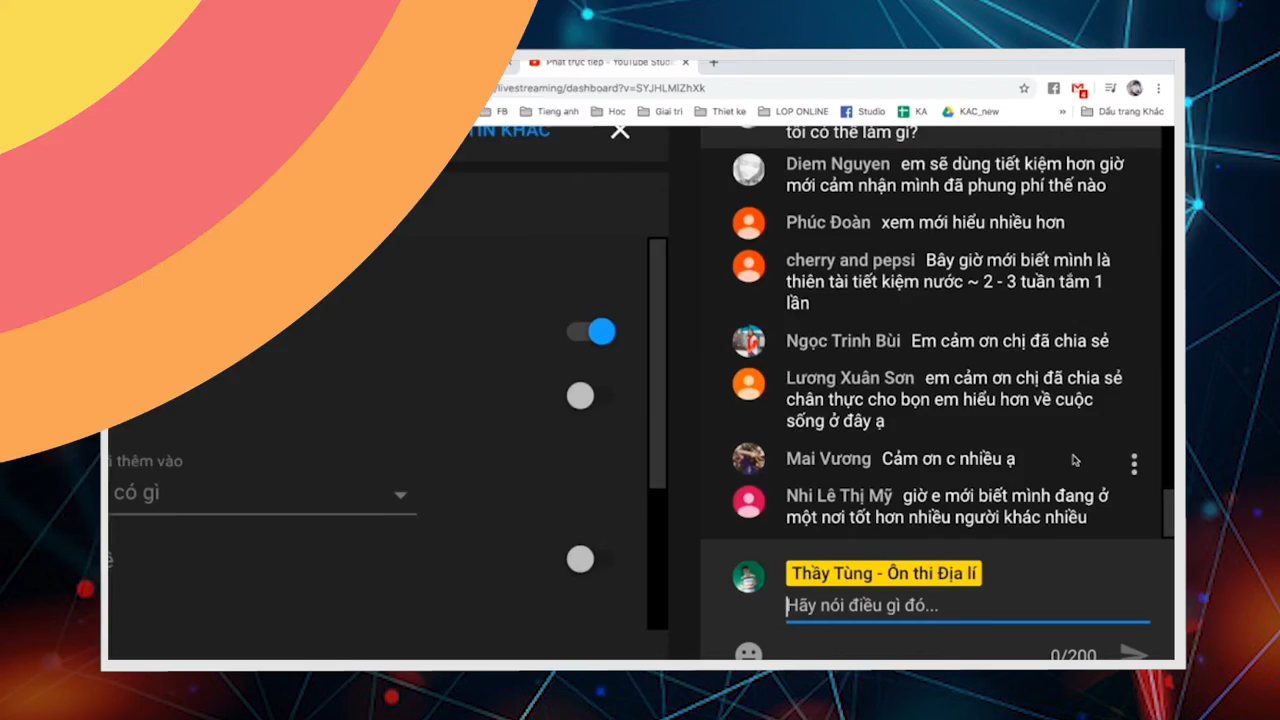 Phát trực tiếp - YouTube Studi
/livestreaming/dashboard?v=SYJHLMlZhXk
FB Tieng anh Hoc Giai tri Thiet ke LOP ONLINE Studio KA KAC_new » Dấu trang Khác
TIN KHÁC
tôi có thể làm gì?
Diem Nguyen em sẽ dùng tiết kiệm hơn giờ
mới cảm nhận mình đã phung phí thế nào
Phúc Đoàn xem mới hiểu nhiều hơn
cherry and pepsi Bây giờ mới biết mình là
thiên tài tiết kiệm nước ~ 2 - 3 tuần tắm 1
lần
Ngọc Trinh Bùi Em cảm ơn chị đã chia sẻ
Lương Xuân Sơn em cảm ơn chị đã chia sẻ
chân thực cho bọn em hiểu hơn về cuộc
sống ở đây ạ
thêm vào
có gì
Mai Vương Cảm ơn c nhiều ạ
Nhi Lê Thị Mỹ giờ e mới biết mình đang ở
một nơi tốt hơn nhiều người khác nhiều
Thầy Tùng - Ôn thi Địa lí
Hãy nói điều gì đó...
0/200